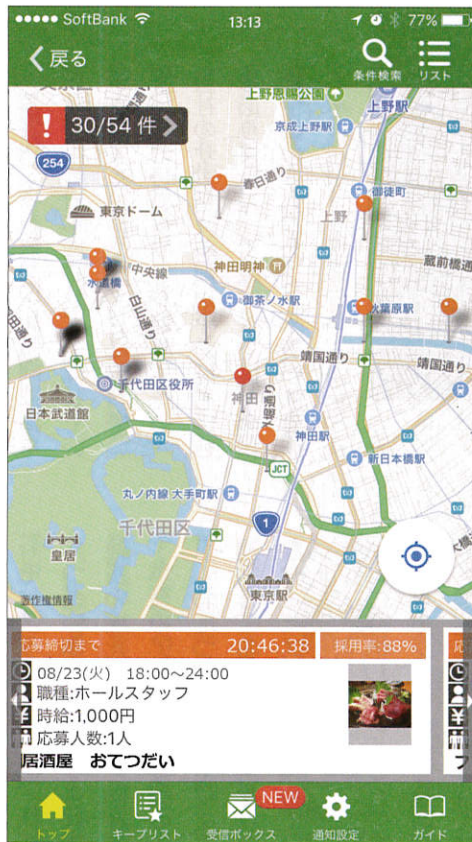 SoftBank 13:13 77%
戻る
条件検索 リスト
! 30/54 件
上野恩賜公園
上野駅
京成上野駅
254
春日通り
御徒町
上野
東京ドーム
蔵前橋通
神田明神
中央線
水道橋
白山通り
御茶ノ水駅
秋葉原駅
靖国通り
靖国通り
千代田区役所
神田
外堀通り
日本武道館
神田駅
新日本橋駅
JCT
丸ノ内線 大手町駅
千代田区
1
皇居
東京駅
著作権情報
応募締切まで 20:46:38 採用率:88%
08/23(火) 18:00〜24:00
職種:ホールスタッフ
¥ 時給:1,000円
応募人数:1人
居酒屋 おてつだい
NEW
トップ キープリスト 受信ボックス 通知設定 ガイド